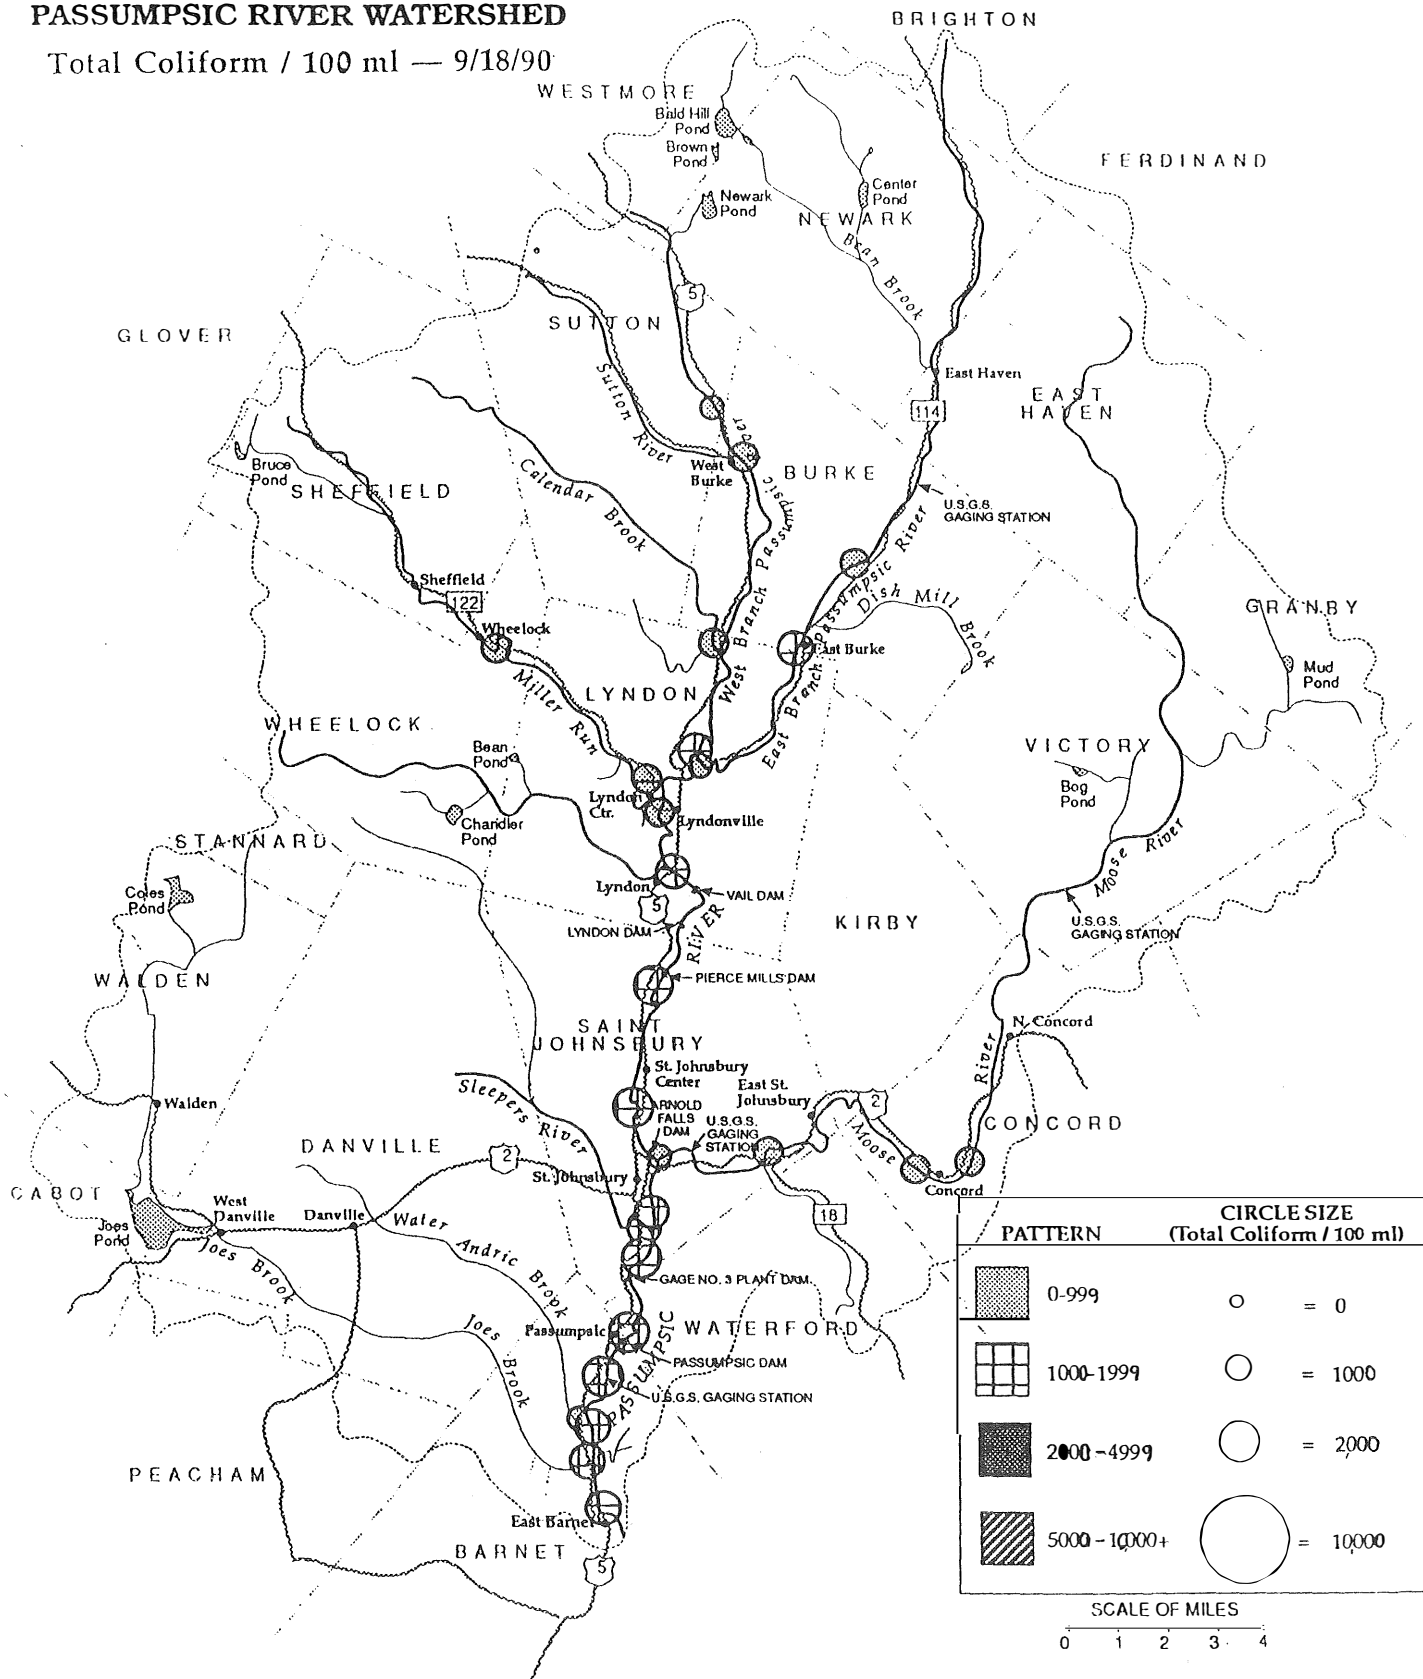 PASSUMPSIC RIVER WATERSHED
Total Coliform / 100 ml — 9/18/90
BRIGHTON
WESTMORE
Bald Hill
Pond
Brown
Pond
FERDINAND
Newark
Pond
Center
Pond
NEWARK
Bean Brook
5
GLOVER
SUTTON
Sutton River
East Haven
EAST
HAVEN
114
Calendar Brook
West
Burke
BURKE
Bruce
Pond
SHEFFIELD
U.S.G.S.
GAGING STATION
West Branch Passumpsic
East Branch Passumpsic River
Dish Mill Brook
Sheffield
122
Wheelock
East Burke
GRANBY
Mud
Pond
Miller Run
LYNDON
WHEELOCK
Bean
Pond
VICTORY
Bog
Pond
Lyndon
Ctr.
Lyndonville
Chandler
Pond
STANNARD
Moose River
Coles
Pond
Lyndon
VAIL DAM
5
LYNDON DAM
RIVER
KIRBY
U.S.G.S.
GAGING STATION
WALDEN
PIERCE MILLS DAM
SAINT
JOHNSBURY
N. Concord
St. Johnsbury
Center
River
Sleepers River
East St.
Johnsbury
2
Walden
ARNOLD
FALLS
DAM
U.S.G.S.
GAGING
STATION
Moose
CONCORD
DANVILLE
2
St. Johnsbury
Concord
CABOT
West
Danville
Danville
Water Andric Brook
18
Joes
Pond
Joes Brook
GAGE NO. 3 PLANT DAM
Joes Brook
Passumpsic
PASSUMPSIC
WATERFORD
PASSUMPSIC DAM
U.S.G.S. GAGING STATION
PEACHAM
East Barnet
BARNET
5
PATTERN
CIRCLE SIZE
(Total Coliform / 100 ml)
0-999
= 0
1000-1999
= 1000
2000-4999
= 2000
5000-10,000+
= 10,000
SCALE OF MILES
0 1 2 3 4